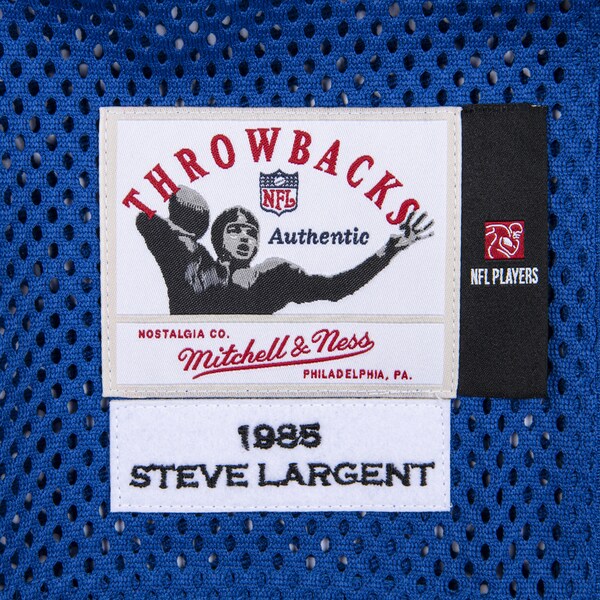 THROWBACKS
NFL
Authentic
NFL PLAYERS
NOSTALGIA CO.
Mitchell & Ness
PHILADELPHIA, PA.
1985
STEVE LARGENT